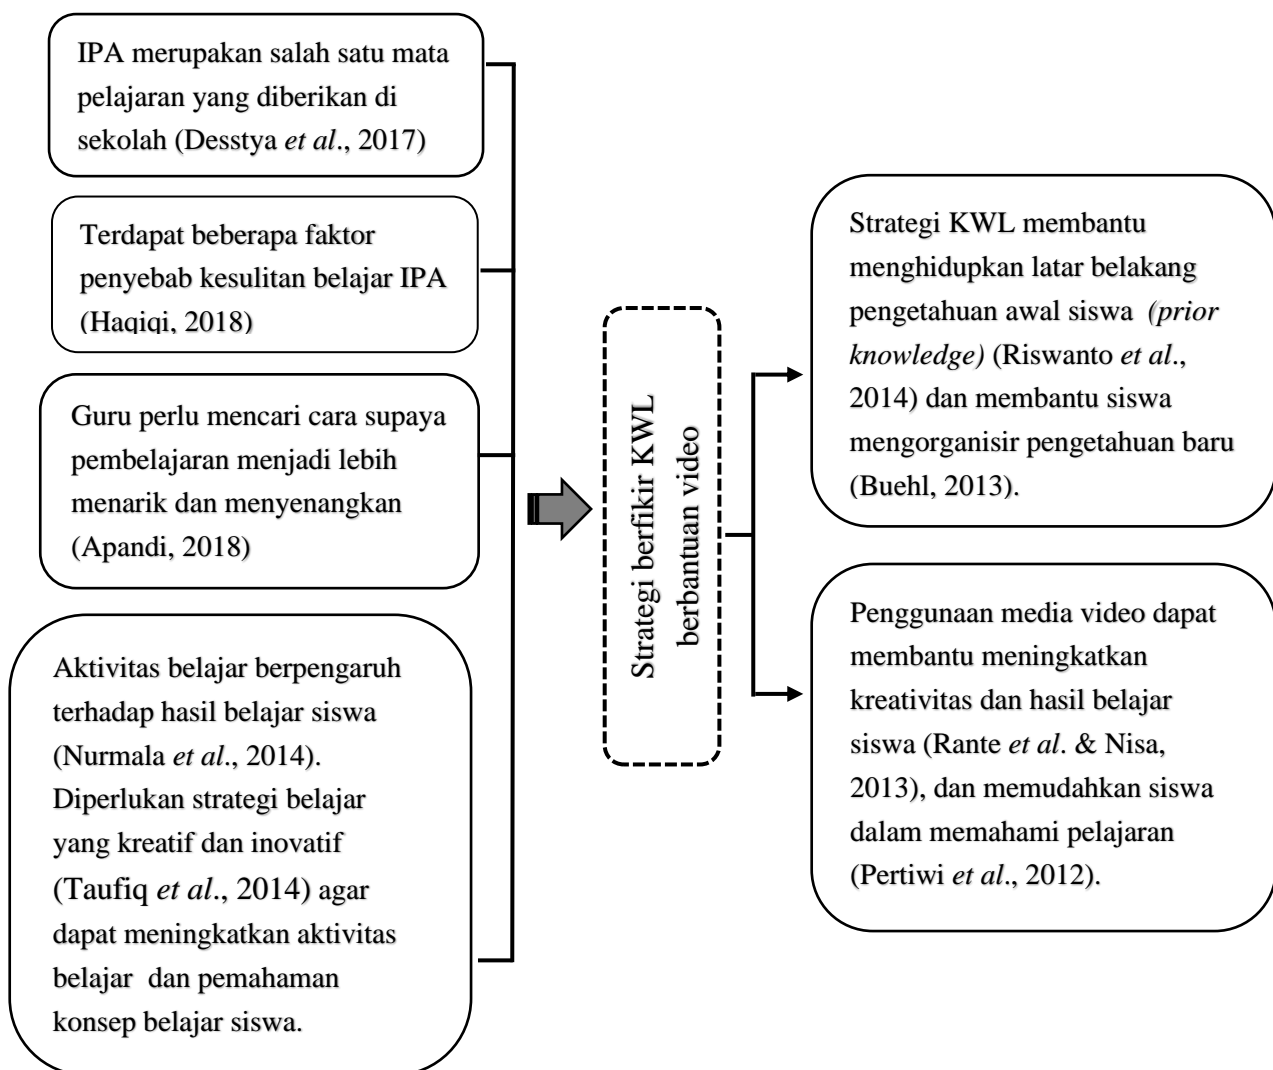 IPA merupakan salah satu mata
pelajaran yang diberikan di
sekolah (Desstya et al., 2017)
Terdapat beberapa faktor
penyebab kesulitan belajar IPA
(Haqiqi, 2018)
Guru perlu mencari cara supaya
pembelajaran menjadi lebih
menarik dan menyenangkan
(Apandi, 2018)
Aktivitas belajar berpengaruh
terhadap hasil belajar siswa
(Nurmala et al., 2014).
Diperlukan strategi belajar
yang kreatif dan inovatif
(Taufiq et al., 2014) agar
dapat meningkatkan aktivitas
belajar dan pemahaman
konsep belajar siswa.
Strategi berfikir KWL
berbantuan video
Strategi KWL membantu
menghidupkan latar belakang
pengetahuan awal siswa (prior
knowledge) (Riswanto et al.,
2014) dan membantu siswa
mengorganisir pengetahuan baru
(Buehl, 2013).
Penggunaan media video dapat
membantu meningkatkan
kreativitas dan hasil belajar
siswa (Rante et al. & Nisa,
2013), dan memudahkan siswa
dalam memahami pelajaran
(Pertiwi et al., 2012).